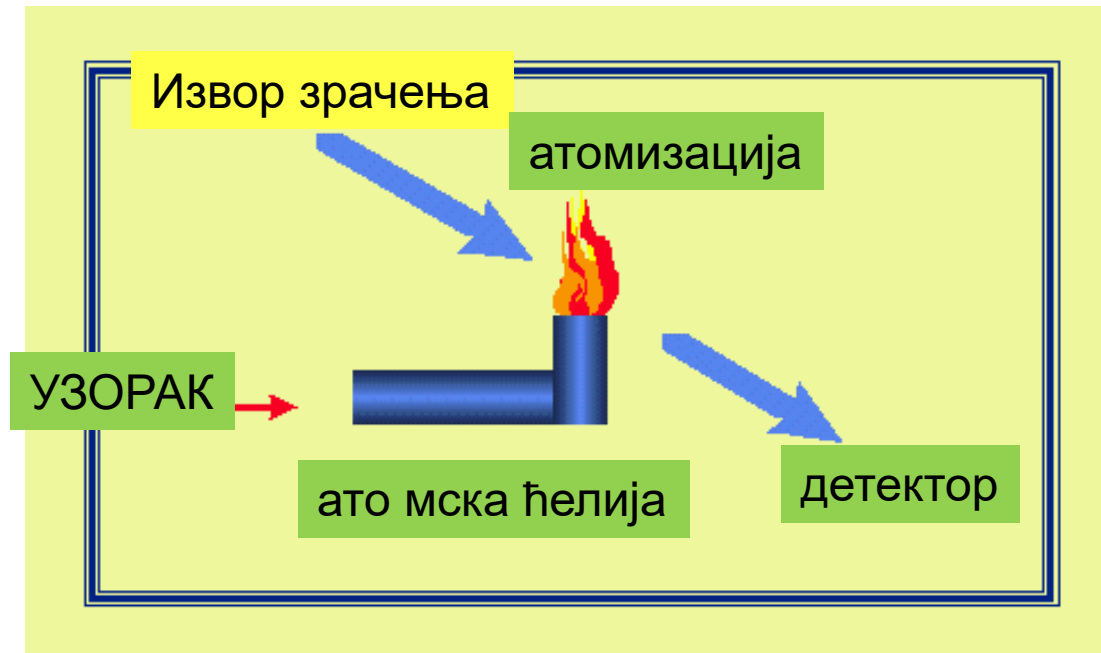 Извор зрачења
атомизација
УЗОРАК
ато мска ћелија
детектор